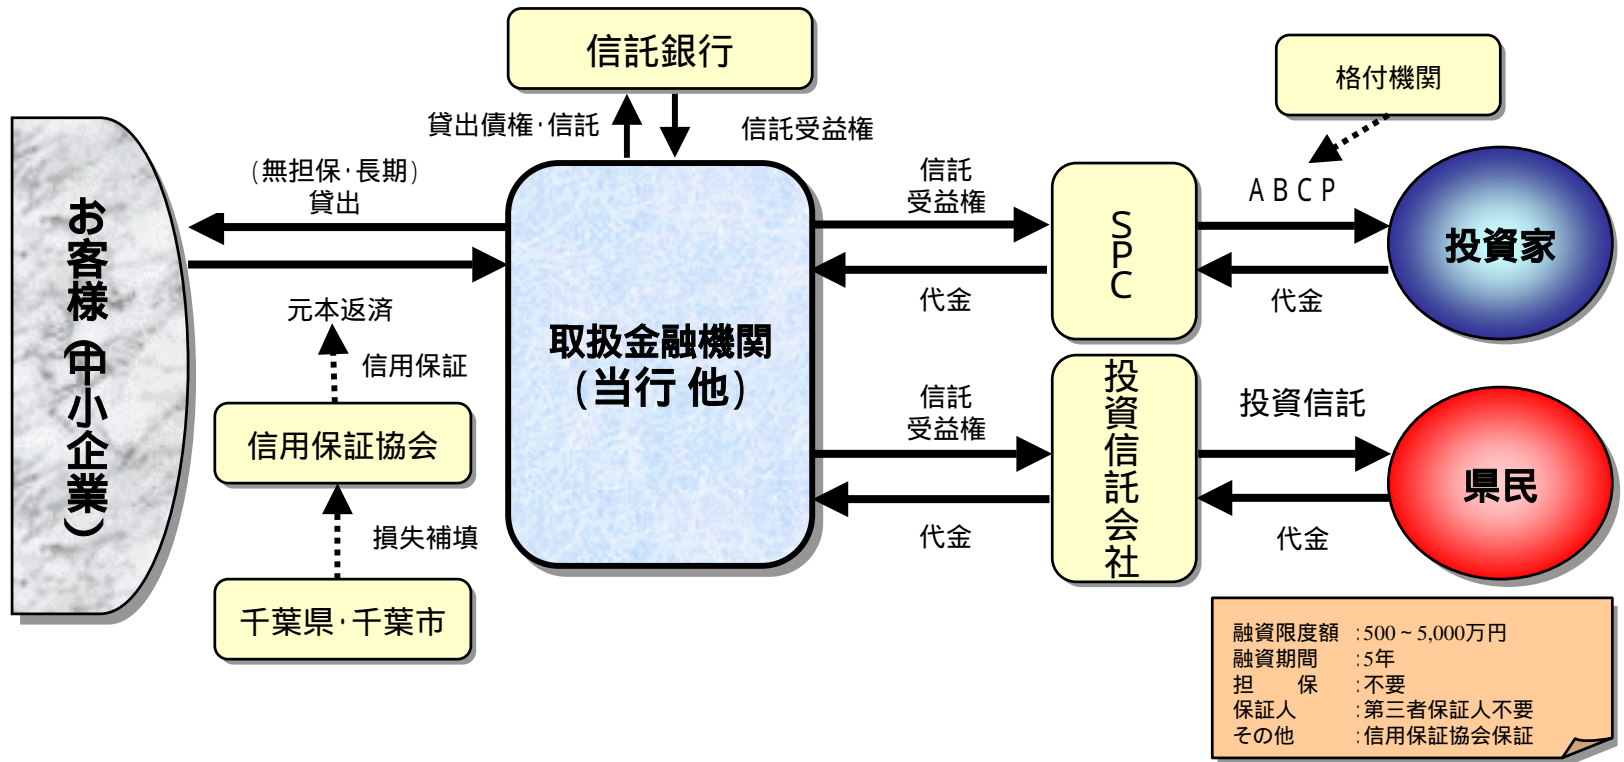 信託銀行
格付機関
貸出債権·信託
信託受益権
(無担保·長期)
貸出
信託
受益権
ABCP
お客様(中小企業)
SPC
投資家
元本返済
代金
代金
取扱金融機関
(当行 他)
信用保証
信用保証協会
信託
受益権
投資信託会社
投資信託
県民
損失補填
代金
代金
千葉県·千葉市
融資限度額 :500~5,000万円
融資期間 :5年
担 保 :不要
保証人 :第三者保証人不要
その他 :信用保証協会保証